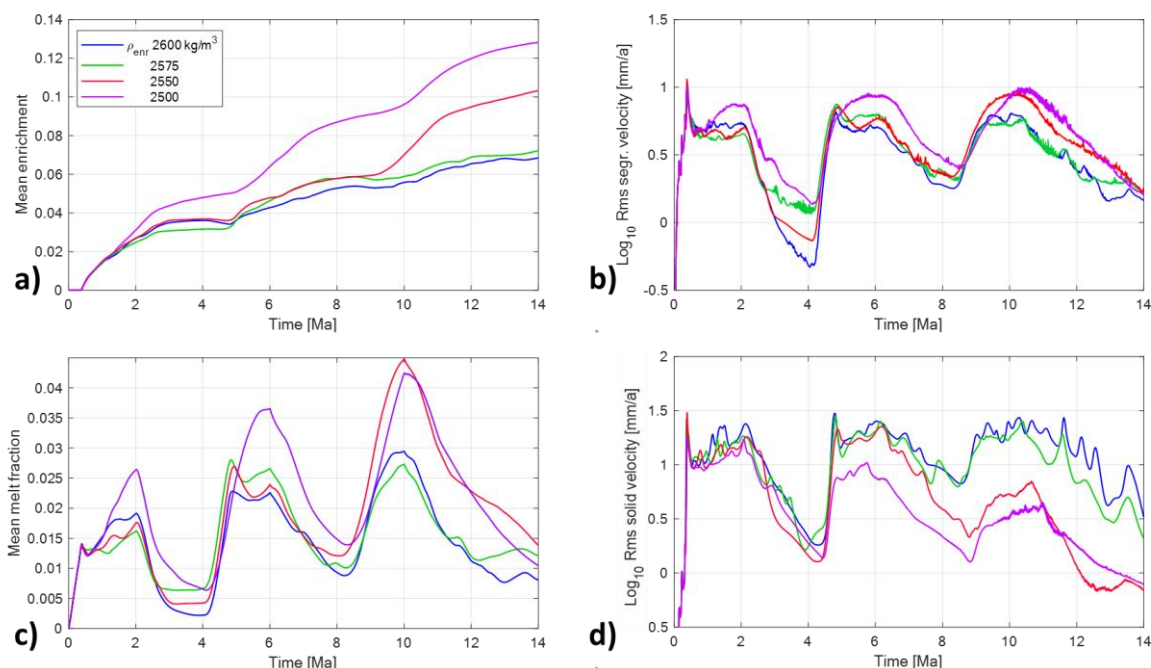 0.14
0.12
0.1
0.08
0.06
0.04
0.02
0
Mean enrichment
ρenr 2600 kg/m³
2575
2550
2500
a)
0 2 4 6 8 10 12 14
Time [Ma]
1.5
1
0.5
0
-0.5
Log10 Rms segr. velocity [mm/a]
b)
0 2 4 6 8 10 12 14
Time [Ma]
0.04
0.035
0.03
0.025
0.02
0.015
0.01
0.005
0
Mean melt fraction
c)
0 2 4 6 8 10 12 14
Time [Ma]
2
1.5
1
0.5
0
0.5
Log10 Rms solid velocity [mm/a]
d)
0 2 4 6 8 10 12 14
Time [Ma]